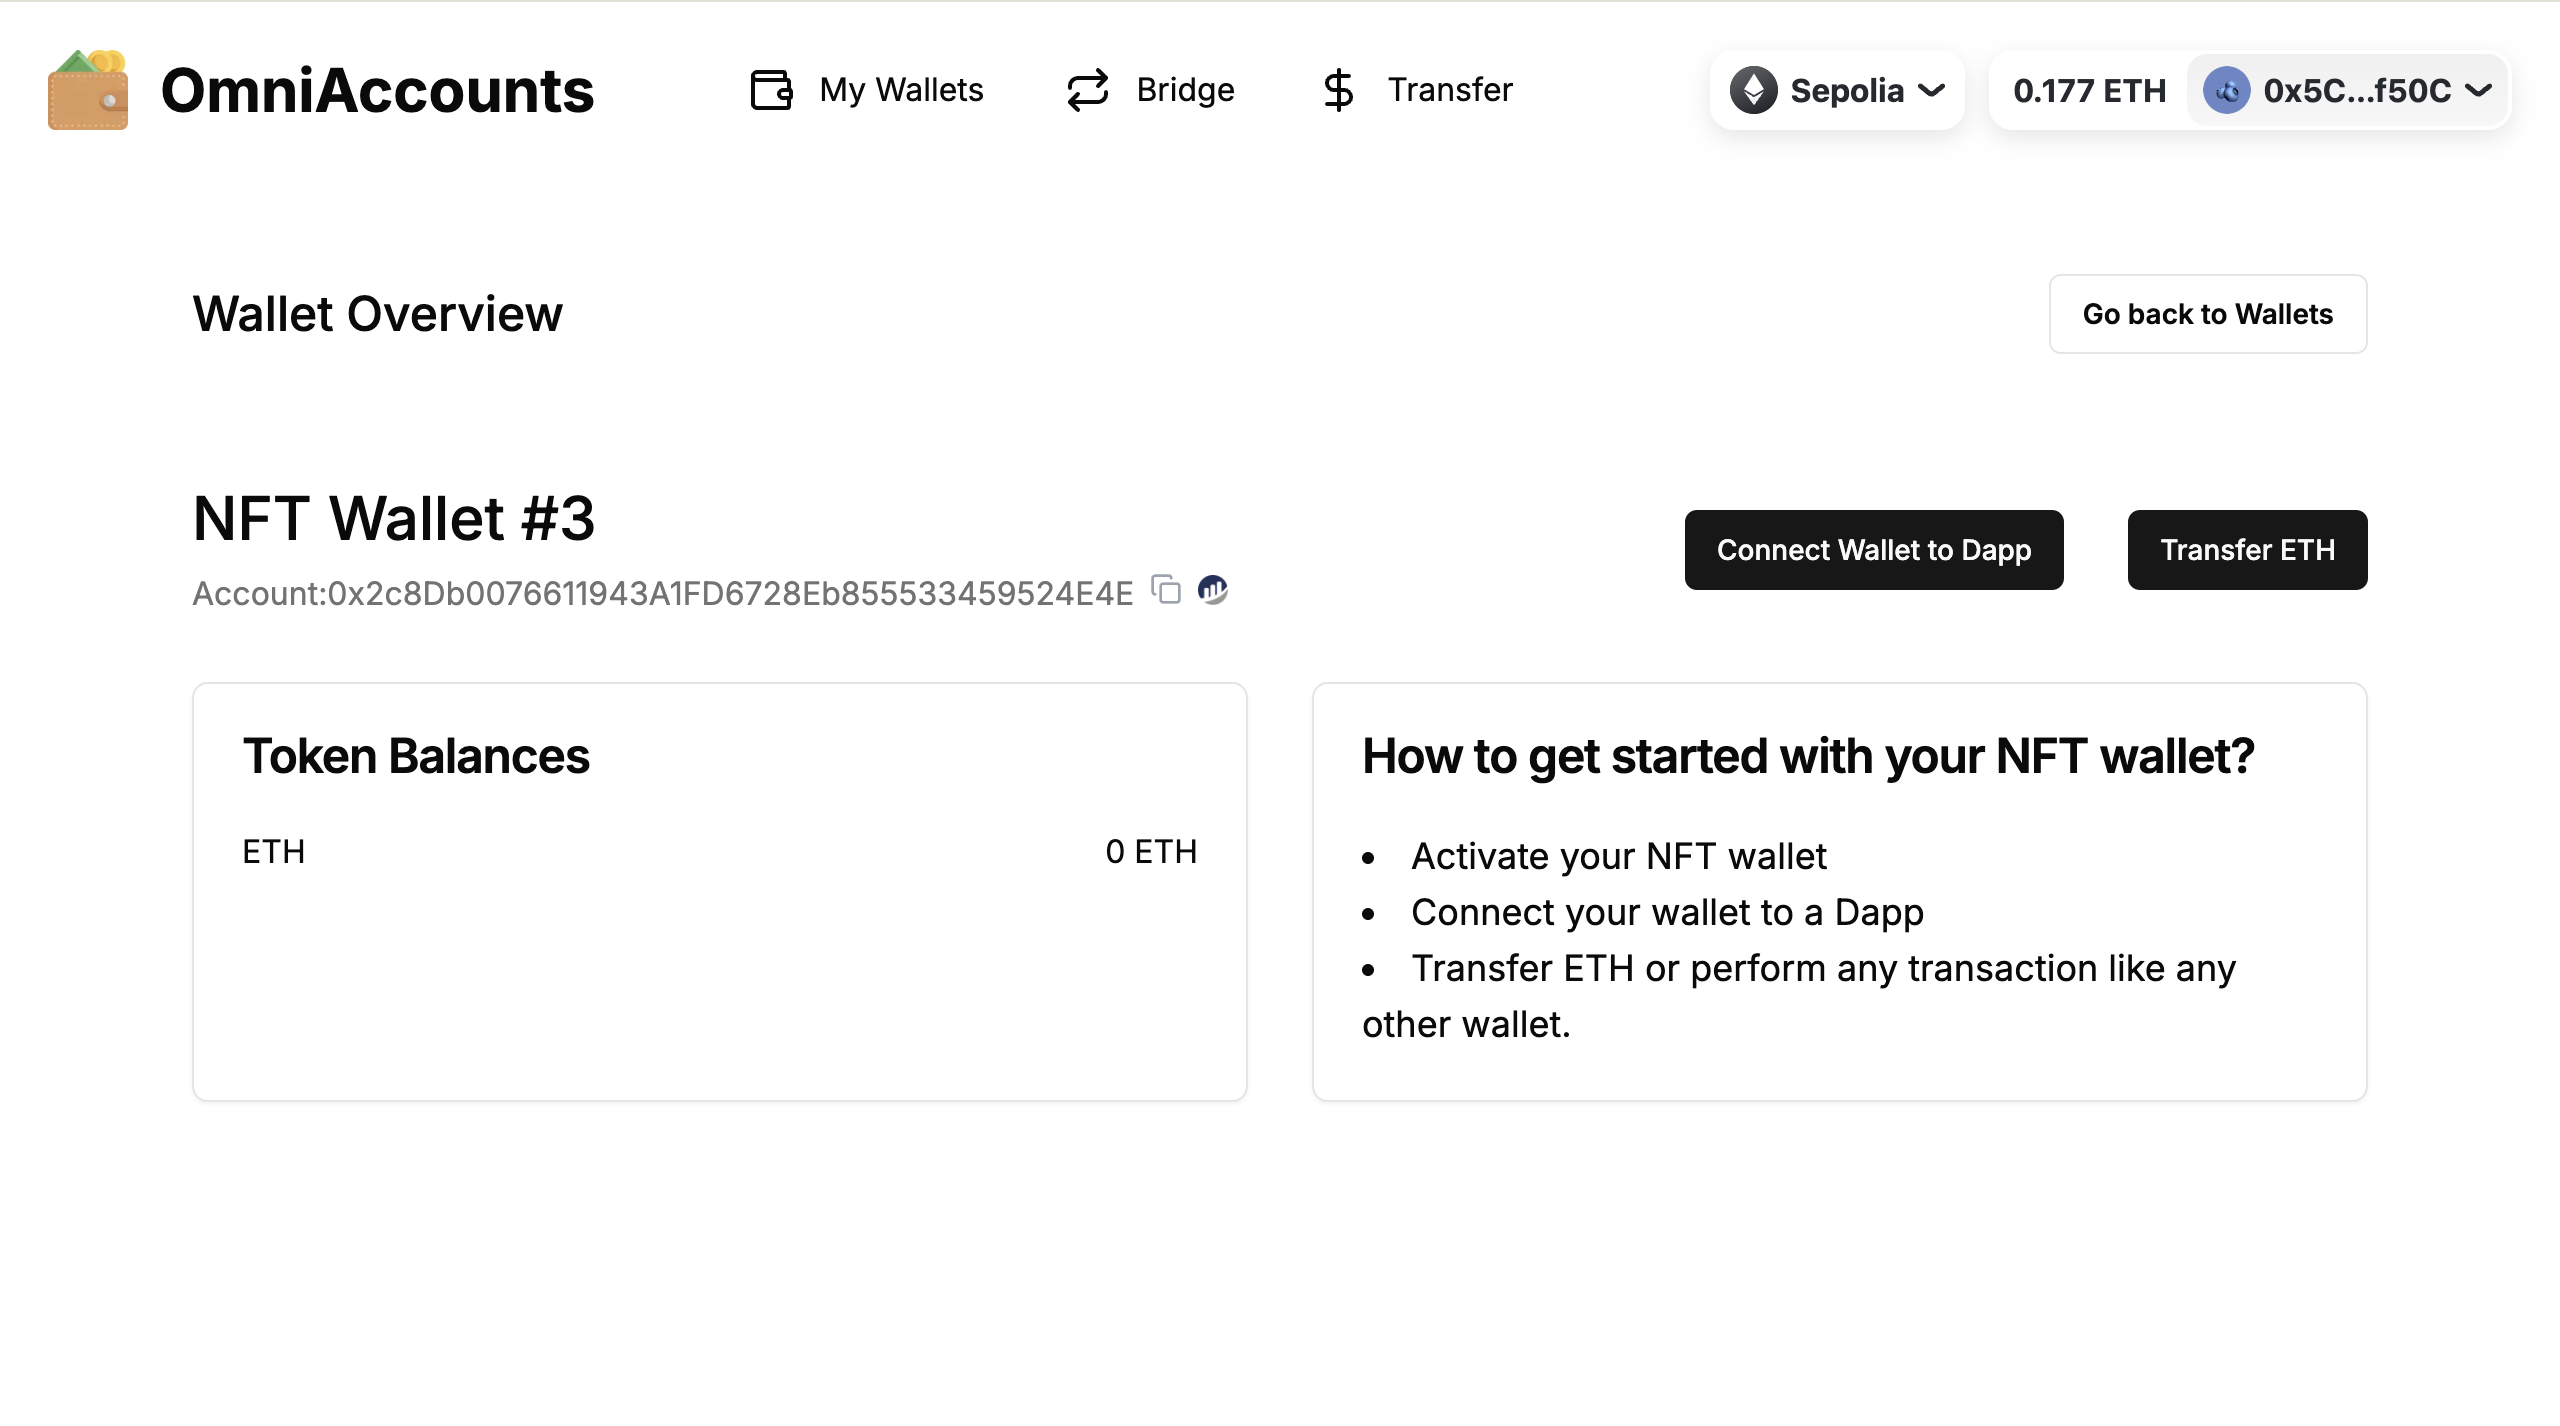 OmniAccounts
My Wallets
Bridge
Transfer
Sepolia
0.177 ETH
0x5C...f50C
Wallet Overview
Go back to Wallets
NFT Wallet #3
Account:0x2c8Db0076611943A1FD6728Eb855533459524E4E
Connect Wallet to Dapp
Transfer ETH
Token Balances
ETH
0 ETH
How to get started with your NFT wallet?
• Activate your NFT wallet
• Connect your wallet to a Dapp
• Transfer ETH or perform any transaction like any
other wallet.